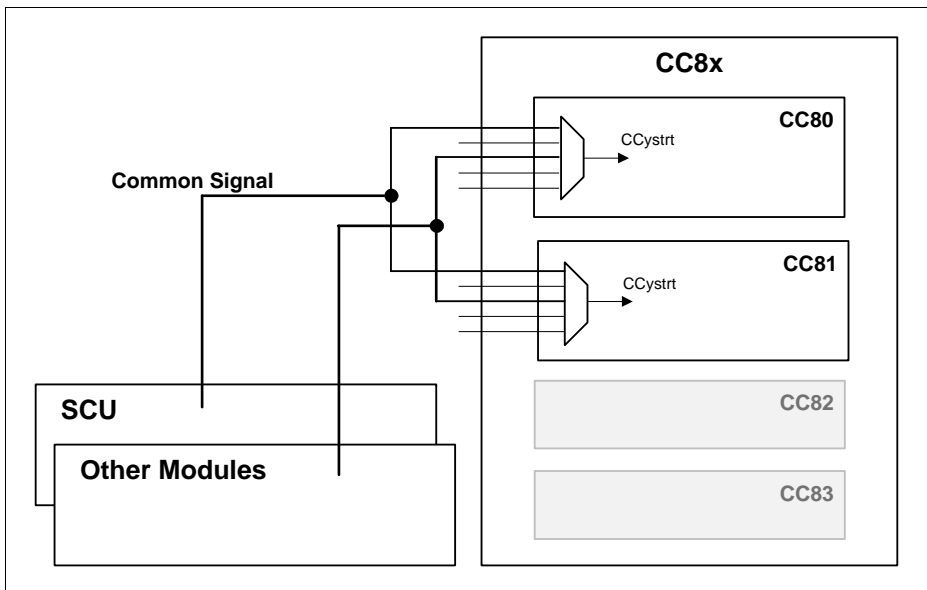 CC8x
CC80
CCystrt
Common Signal
CC81
CCystrt
SCU
CC82
Other Modules
CC83